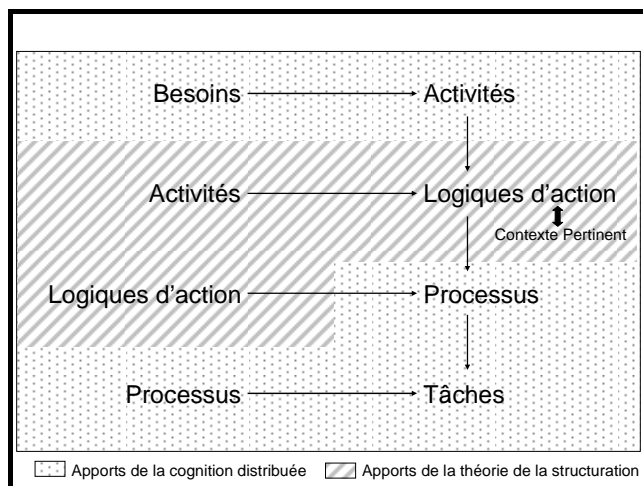 Besoins Activités
Activités Logiques d'action
Contexte Pertinent
Logiques d'action Processus
Processus Tâches
Apports de la cognition distribuée Apports de la théorie de la structuration